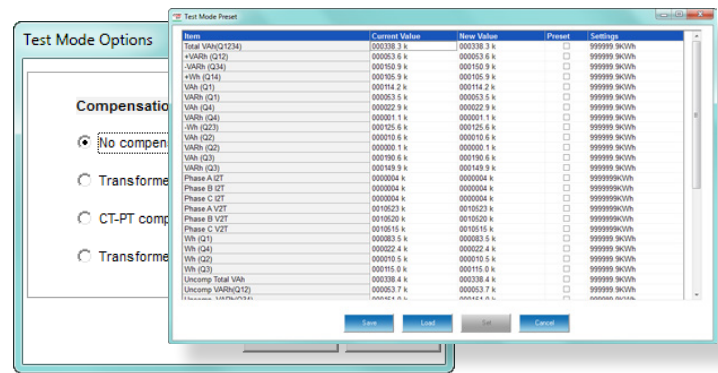 Test Mode Options
Compensatio
No compen
Transforme
CT-PT comp
Transforme
Test Mode Preset
Item Current Value New Value Preset Settings
Total VAh(Q1234) 000338.3 k 000338.3 k 999999.9KWh
+VARh (Q12) 000053.6 k 000053.6 k 999999.9KWh
-VARh (Q34) 000150.9 k 000150.9 k 999999.9KWh
+Wh (Q14) 000105.9 k 000105.9 k 999999.9KWh
VAh (Q1) 000114.2 k 000114.2 k 999999.9KWh
VARh (Q1) 000053.5 k 000053.5 k 999999.9KWh
VAh (Q4) 000022.9 k 000022.9 k 999999.9KWh
VARh (Q4) 000001.1 k 000001.1 k 999999.9KWh
-Wh (Q23) 000125.6 k 000125.6 k 999999.9KWh
VAh (Q2) 000010.6 k 000010.6 k 999999.9KWh
VARh (Q2) 000000.1 k 000000.1 k 999999.9KWh
VAh (Q3) 000190.6 k 000190.6 k 999999.9KWh
VARh (Q3) 000149.9 k 000149.9 k 999999.9KWh
Phase A I2T 0000004 k 0000004 k 9999999KWh
Phase B I2T 0000004 k 0000004 k 9999999KWh
Phase C I2T 0000004 k 0000004 k 9999999KWh
Phase A V2T 0010523 k 0010523 k 9999999KWh
Phase B V2T 0010520 k 0010520 k 9999999KWh
Phase C V2T 0010515 k 0010515 k 9999999KWh
Wh (Q1) 000083.5 k 000083.5 k 999999.9KWh
Wh (Q4) 000022.4 k 000022.4 k 999999.9KWh
Wh (Q2) 000010.5 k 000010.5 k 999999.9KWh
Wh (Q3) 000115.0 k 000115.0 k 999999.9KWh
Uncomp Total VAh 000338.4 k 000338.4 k 999999.9KWh
Uncomp VARh(Q12) 000053.7 k 000053.7 k 999999.9KWh
Save Load Set Cancel